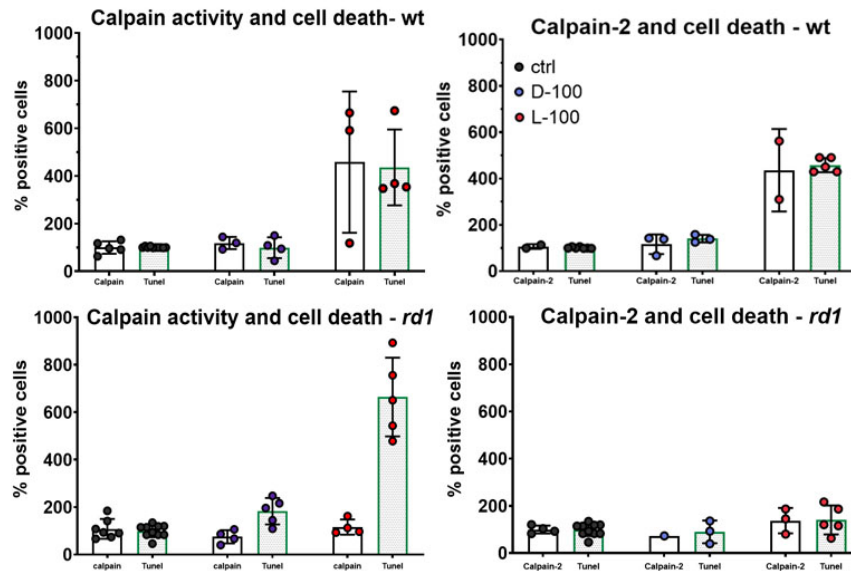 Calpain activity and cell death- wt
% positive cells
1000
800
600
400
200
0
Calpain Tunel Calpain Tunel Calpain Tunel
Calpain-2 and cell death - wt
% positive cells
1000
800
600
400
200
0
ctrl
D-100
L-100
Calpain-2 Tunel Calpain-2 Tunel Calpain-2 Tunel
Calpain activity and cell death - rd1
% positive cells
1000
800
600
400
200
0
calpain Tunel calpain Tunel calpain Tunel
Calpain-2 and cell death - rd1
% positive cells
1000
800
600
400
200
0
Calpain-2 Tunel Calpain-2 Tunel Calpain-2 Tunel